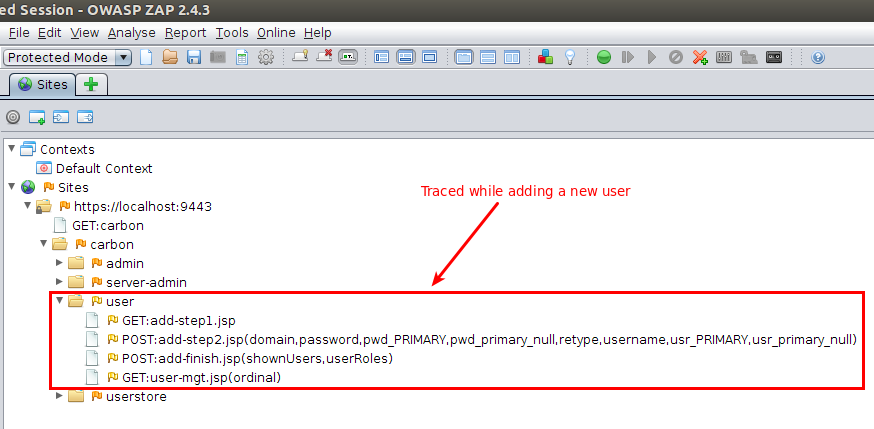 ed Session - OWASP ZAP 2.4.3
File Edit View Analyse Report Tools Online Help
Protected Mode
Sites
Contexts
Default Context
Sites
Traced while adding a new user
https://localhost:9443
GET:carbon
carbon
admin
server-admin
user
GET:add-step1.jsp
POST:add-step2.jsp(domain,password,pwd_PRIMARY,pwd_primary_null,retype,username,usr_PRIMARY,usr_primary_null)
POST:add-finish.jsp(shownUsers,userRoles)
GET:user-mgt.jsp(ordinal)
userstore